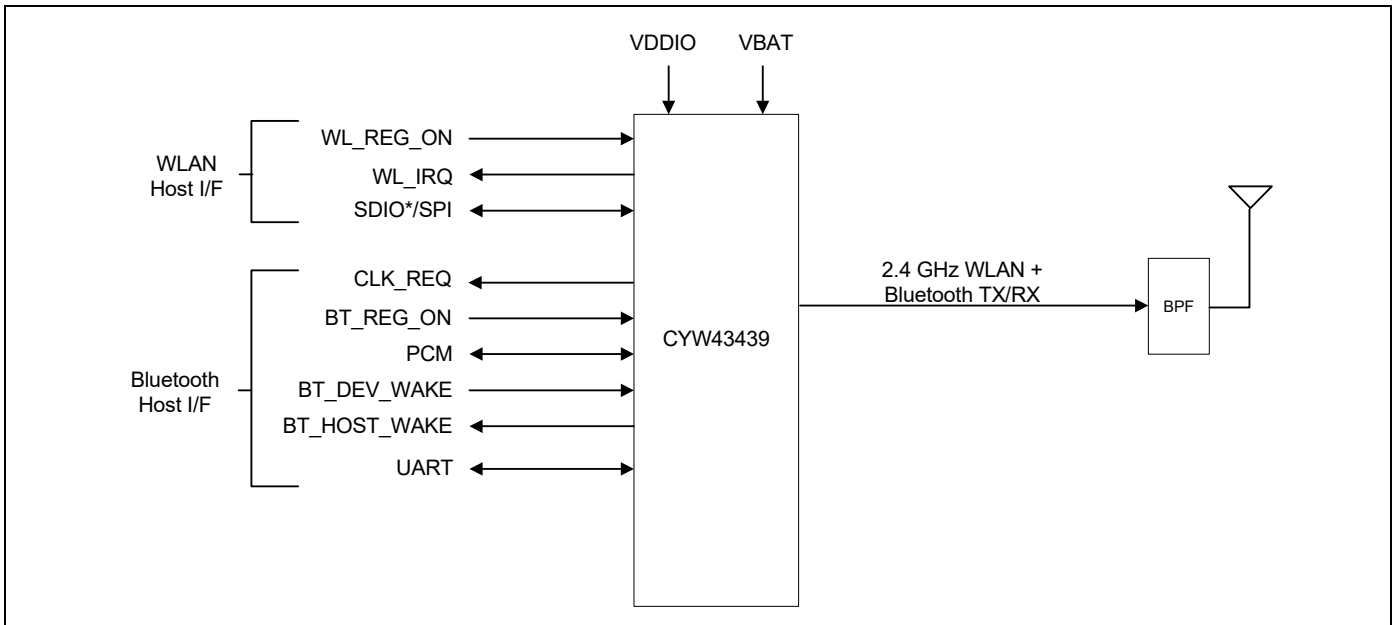 VDDIO VBAT
WLAN
Host I/F
WL_REG_ON
WL_IRQ
SDIO*/SPI
Bluetooth
Host I/F
CLK_REQ
BT_REG_ON
PCM
BT_DEV_WAKE
BT_HOST_WAKE
UART
CYW43439
2.4 GHz WLAN +
Bluetooth TX/RX
BPF